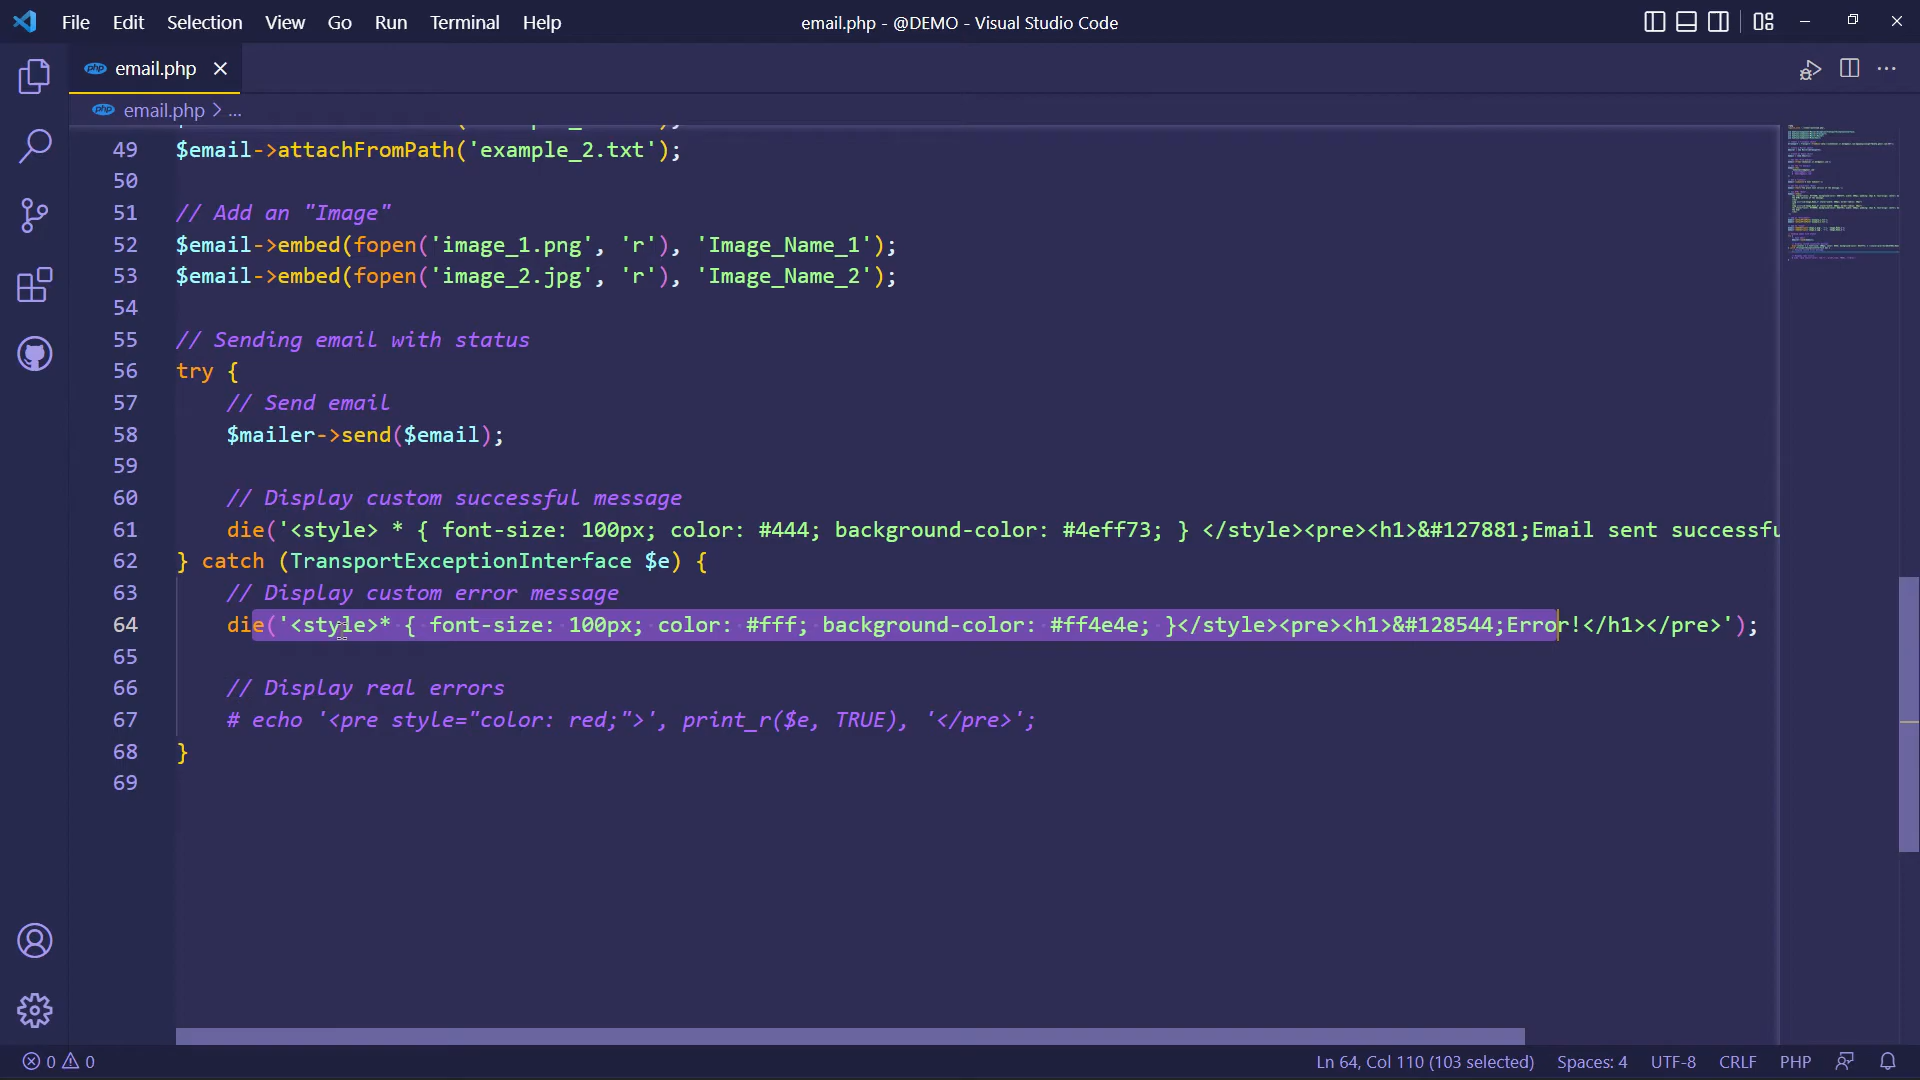 File Edit Selection View Go Run Terminal Help
email.php - @DEMO - Visual Studio Code
php email.php
php email.php > ...
49 $email->attachFromPath('example_2.txt');
50
51 // Add an "Image"
52 $email->embed(fopen('image_1.png', 'r'), 'Image_Name_1');
53 $email->embed(fopen('image_2.jpg', 'r'), 'Image_Name_2');
54
55 // Sending email with status
56 try {
57 // Send email
58 $mailer->send($email);
59
60 // Display custom successful message
61 die('<style> * { font-size: 100px; color: #444; background-color: #4eff73; } </style><pre><h1>&#127881;Email sent successfu
62 } catch (TransportExceptionInterface $e) {
63 // Display custom error message
64 die('<style>* { font-size: 100px; color: #fff; background-color: #ff4e4e; }</style><pre><h1>&#128544;Error!</h1></pre>');
65
66 // Display real errors
67 # echo '<pre style="color: red;">', print_r($e, TRUE), '</pre>';
68 }
69
0 0
Ln 64, Col 110 (103 selected) Spaces: 4 UTF-8 CRLF PHP